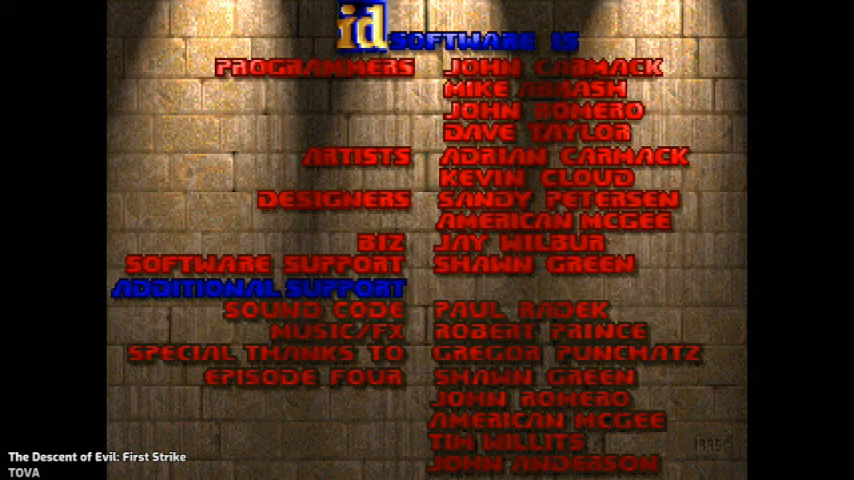 id SOFTWARE IS
PROGRAMMERS JOHN CARMACK
MIKE ABRASH
JOHN ROMERO
DAVE TAYLOR
ARTISTS ADRIAN CARMACK
KEVIN CLOUD
DESIGNERS SANDY PETERSEN
AMERICAN MCGEE
BIZ JAY WILBUR
SOFTWARE SUPPORT SHAWN GREEN
ADDITIONAL SUPPORT
SOUND CODE PAUL RADEK
MUSIC/FX ROBERT PRINCE
SPECIAL THANKS TO GREGOR PUNCHATZ
EPISODE FOUR SHAWN GREEN
JOHN ROMERO
AMERICAN MCGEE
TIM WILLITS
1995
JOHN ANDERSON
The Descent of Evil: First Strike
TOVA